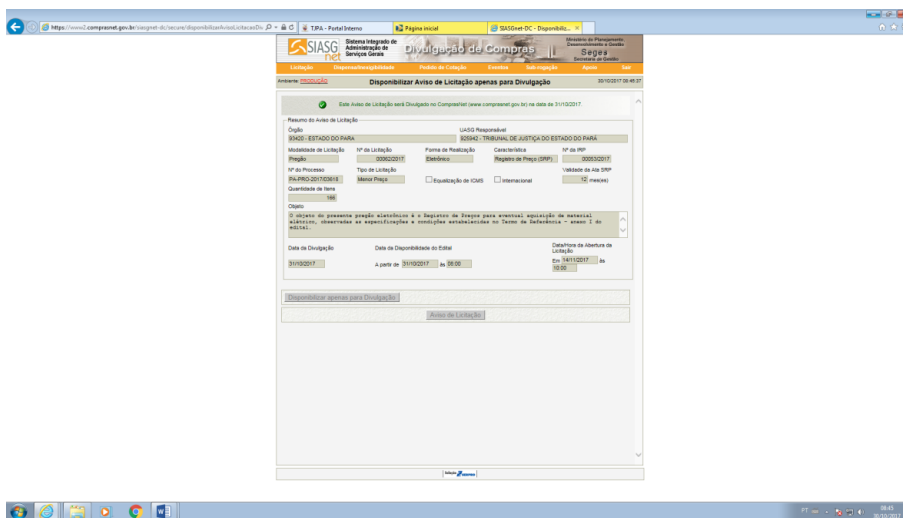 https://www2.comprasnet.gov.br/siasgnet-dc/secure/disponibilizarAvisoLicitacaoDiv
TJPA - Portal Interno
Página inicial
SIASGnet-DC - Disponibiliz...
SIASG
net
Sistema Integrado de
Administração de
Serviços Gerais
Divulgação de Compras
Ministério do Planejamento
Desenvolvimento e Gestão
Seges
Secretaria de Gestão
Licitação Dispensa/Inexigibilidade Pedido de Cotação Eventos Sub-rogação Apoio Sair
Ambiente: PRODUÇÃO
Disponibilizar Aviso de Licitação apenas para Divulgação
Este Aviso de Licitação será Divulgado no ComprasNet (www.comprasnet.gov.br) na data de 31/10/2017.
Resumo do Aviso de Licitação
Órgão UASG Responsável
93420 - ESTADO DO PARA 925942 - TRIBUNAL DE JUSTIÇA DO ESTADO DO PARÁ
Modalidade de Licitação Nº da Licitação Forma de Realização Característica Nº da IRP
Pregão 00062/2017 Eletrônico Registro de Preço (SRP) 00053/2017
Nº do Processo Tipo de Licitação Validade da Ata SRP
PA-PRO-2017/03618 Menor Preço Equalização de ICMS Internacional 12 mes(es)
Quantidade de Itens
166
Objeto
O objeto do presente pregão eletrônico é o Registro de Preços para eventual aquisição de material
elétrico, observadas as especificações e condições estabelecidas no Termo de Referência - anexo I do
edital.
Data da Divulgação Data da Disponibilidade do Edital Data/Hora da Abertura da
Licitação
31/10/2017 A partir de 31/10/2017 às 08:00 Em 14/11/2017 às
10:00
Disponibilizar apenas para Divulgação
Aviso de Licitação
PT
30/10/2017